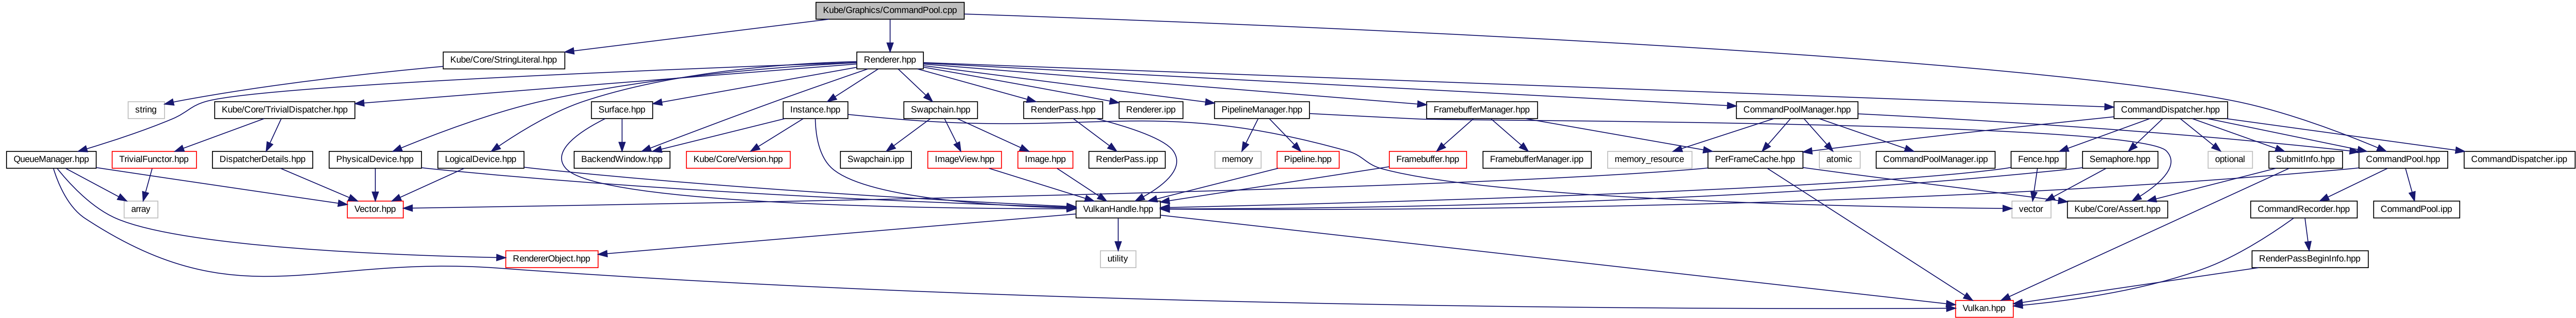 Kube/Graphics/CommandPool.cpp
Kube/Core/StringLiteral.hpp
Renderer.hpp
string
Kube/Core/TrivialDispatcher.hpp
Surface.hpp
Instance.hpp
Swapchain.hpp
RenderPass.hpp
Renderer.ipp
PipelineManager.hpp
FramebufferManager.hpp
CommandPoolManager.hpp
CommandDispatcher.hpp
QueueManager.hpp
TrivialFunctor.hpp
DispatcherDetails.hpp
PhysicalDevice.hpp
LogicalDevice.hpp
BackendWindow.hpp
Kube/Core/Version.hpp
Swapchain.ipp
ImageView.hpp
Image.hpp
RenderPass.ipp
memory
Pipeline.hpp
Framebuffer.hpp
FramebufferManager.ipp
memory_resource
PerFrameCache.hpp
atomic
CommandPoolManager.ipp
Fence.hpp
Semaphore.hpp
optional
SubmitInfo.hpp
CommandPool.hpp
CommandDispatcher.ipp
array
Vector.hpp
VulkanHandle.hpp
vector
Kube/Core/Assert.hpp
CommandRecorder.hpp
CommandPool.ipp
RendererObject.hpp
utility
RenderPassBeginInfo.hpp
Vulkan.hpp